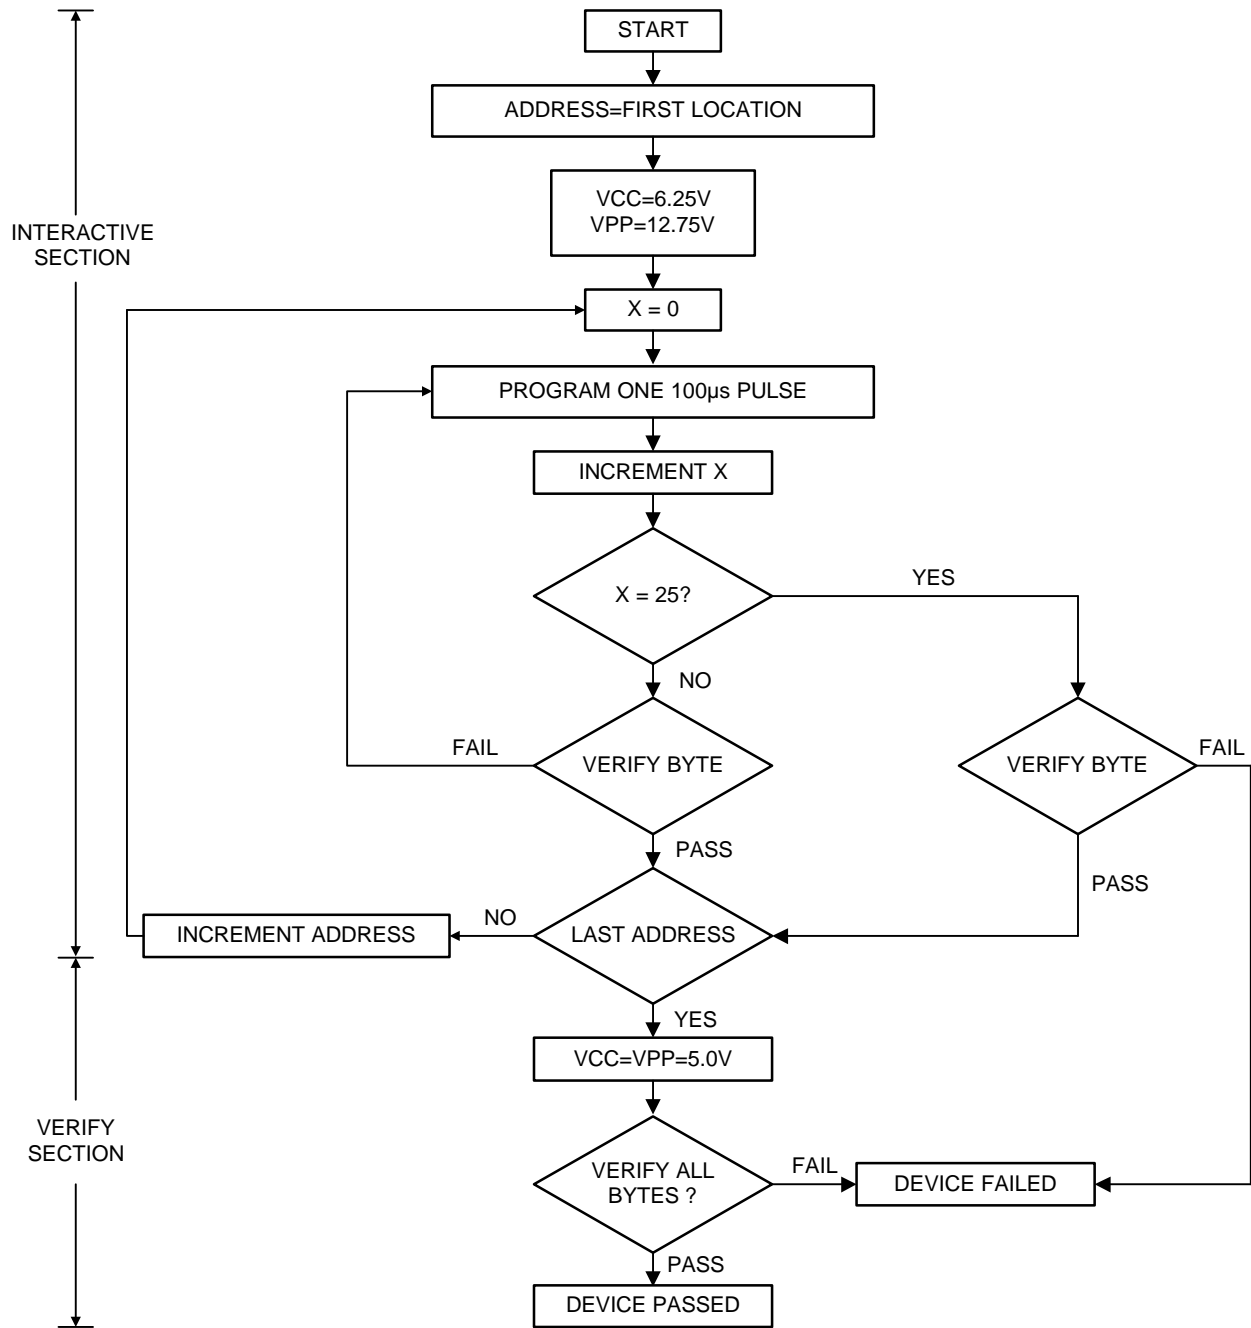 START
ADDRESS=FIRST LOCATION
VCC=6.25V
VPP=12.75V
INTERACTIVE
SECTION
X = 0
PROGRAM ONE 100µs PULSE
INCREMENT X
X = 25?
YES
NO
FAIL
VERIFY BYTE
VERIFY BYTE
FAIL
PASS
PASS
INCREMENT ADDRESS
NO
LAST ADDRESS
YES
VCC=VPP=5.0V
VERIFY
SECTION
VERIFY ALL
BYTES ?
FAIL
DEVICE FAILED
PASS
DEVICE PASSED